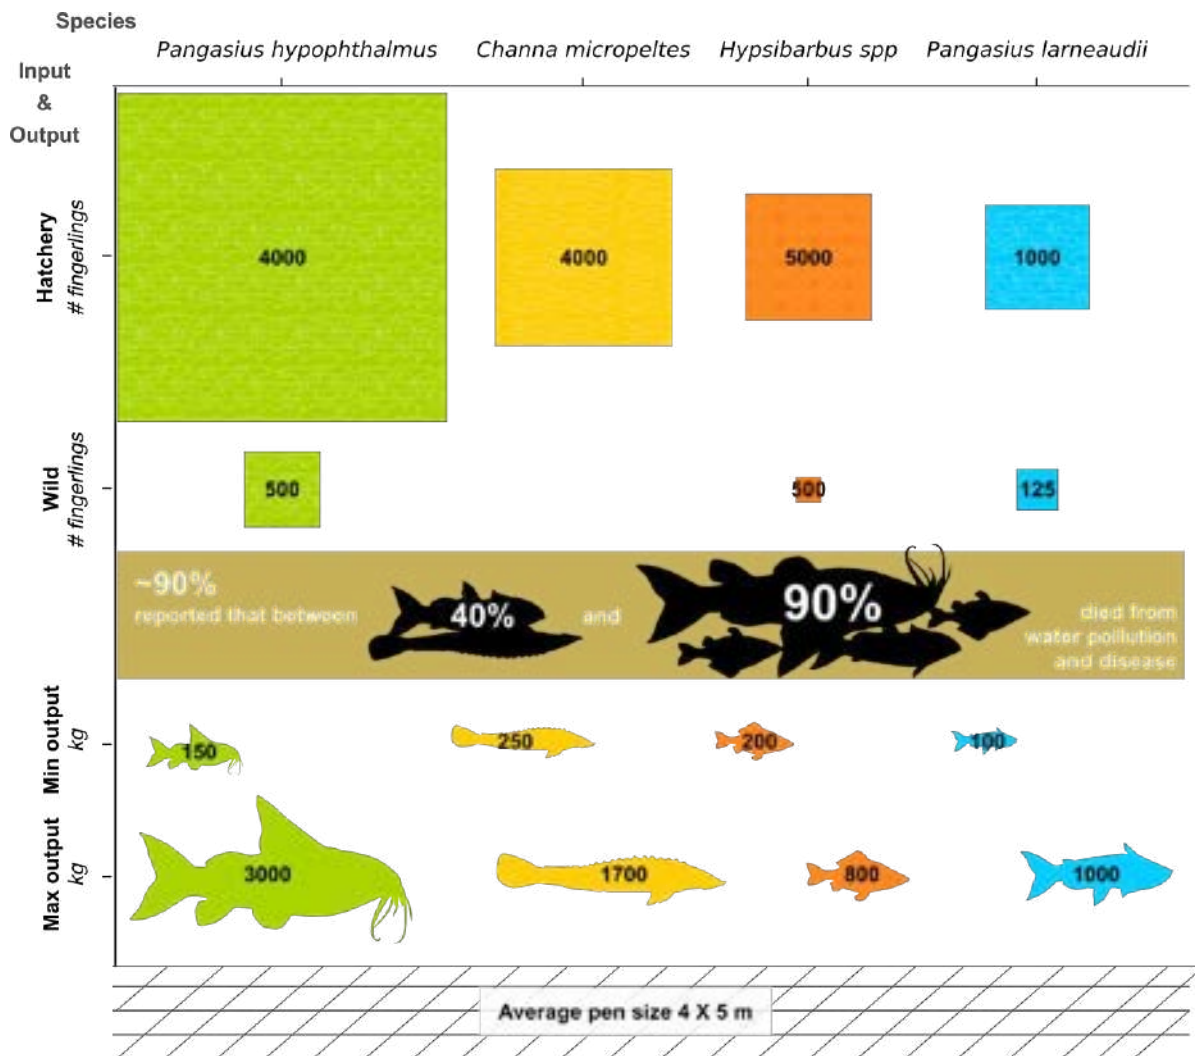 Species
Pangasius hypophthalmus Channa micropeltes Hypsibarbus spp Pangasius larneaudii
Input
&
Output
Hatchery
# fingerlings
4000 4000 5000 1000
Wild
# fingerlings
500 500 125
~90%
reported that between
40%
and
90%
died from
water pollution
and disease
Min output
kg
150 250 200 100
Max output
kg
3000 1700 800 1000
Average pen size 4 X 5 m